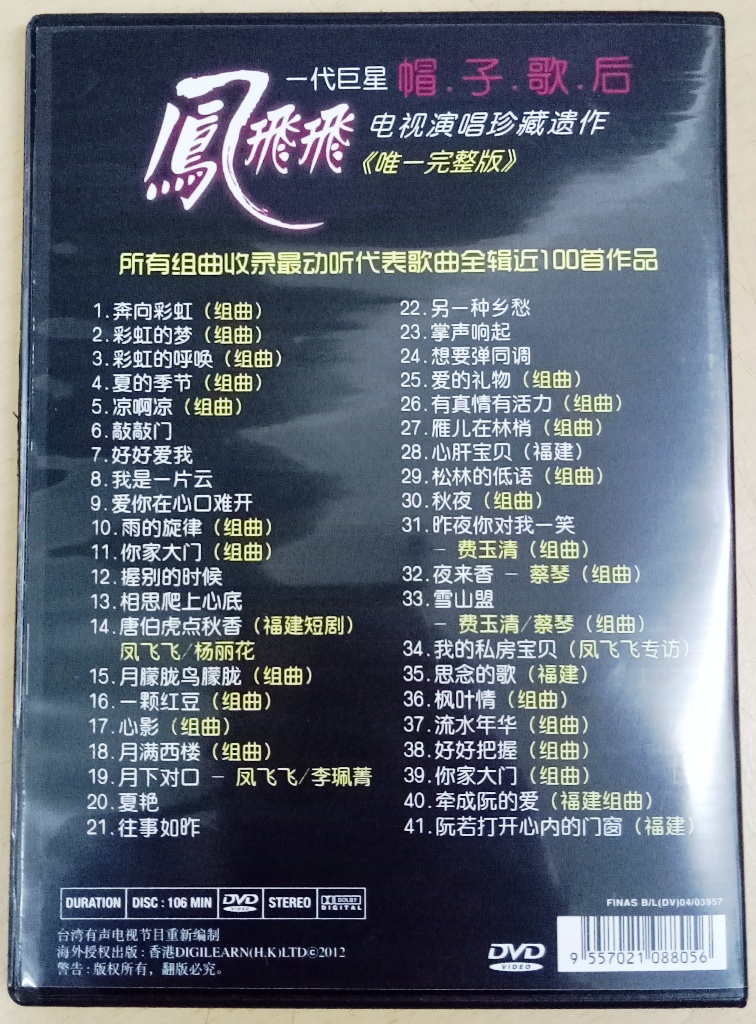 一代巨星 帽.子.歌.后
鳳飛飛 电视演唱珍藏遗作
《唯一完整版》
所有组曲收录最动听代表歌曲全辑近100首作品
1.奔向彩虹（组曲）
2.彩虹的梦（组曲）
3.彩虹的呼唤（组曲）
4.夏的季节（组曲）
5.凉啊凉（组曲）
6.敲敲门
7.好好爱我
8.我是一片云
9.爱你在心口难开
10.雨的旋律（组曲）
11.你家大门（组曲）
12.握别的时候
13.相思爬上心底
14.唐伯虎点秋香（福建短剧）
凤飞飞/杨丽花
15.月朦胧鸟朦胧（组曲）
16.一颗红豆（组曲）
17.心影（组曲）
18.月满西楼（组曲）
19.月下对口 － 凤飞飞/李珮菁
20.夏艳
21.往事如昨
22.另一种乡愁
23.掌声响起
24.想要弹同调
25.爱的礼物（组曲）
26.有真情有活力（组曲）
27.雁儿在林梢（组曲）
28.心肝宝贝（福建）
29.松林的低语（组曲）
30.秋夜（组曲）
31.昨夜你对我一笑
－ 费玉清（组曲）
32.夜来香 － 蔡琴（组曲）
33.雪山盟
－ 费玉清/蔡琴（组曲）
34.我的私房宝贝（凤飞飞专访）
35.思念的歌（福建）
36.枫叶情（组曲）
37.流水年华（组曲）
38.好好把握（组曲）
39.你家大门（组曲）
40.牵成阮的爱（福建组曲）
41.阮若打开心内的门窗（福建）
DURATION DISC : 106 MIN DVD VIDEO STEREO DOLBY DIGITAL
台湾有声电视节目重新编制
海外授权出版 : 香港DIGILEARN(H.K)LTD©2012
警告 : 版权所有，翻版必究。
DVD VIDEO
FINAS B/L(DV)04/03957
9 557021 088056